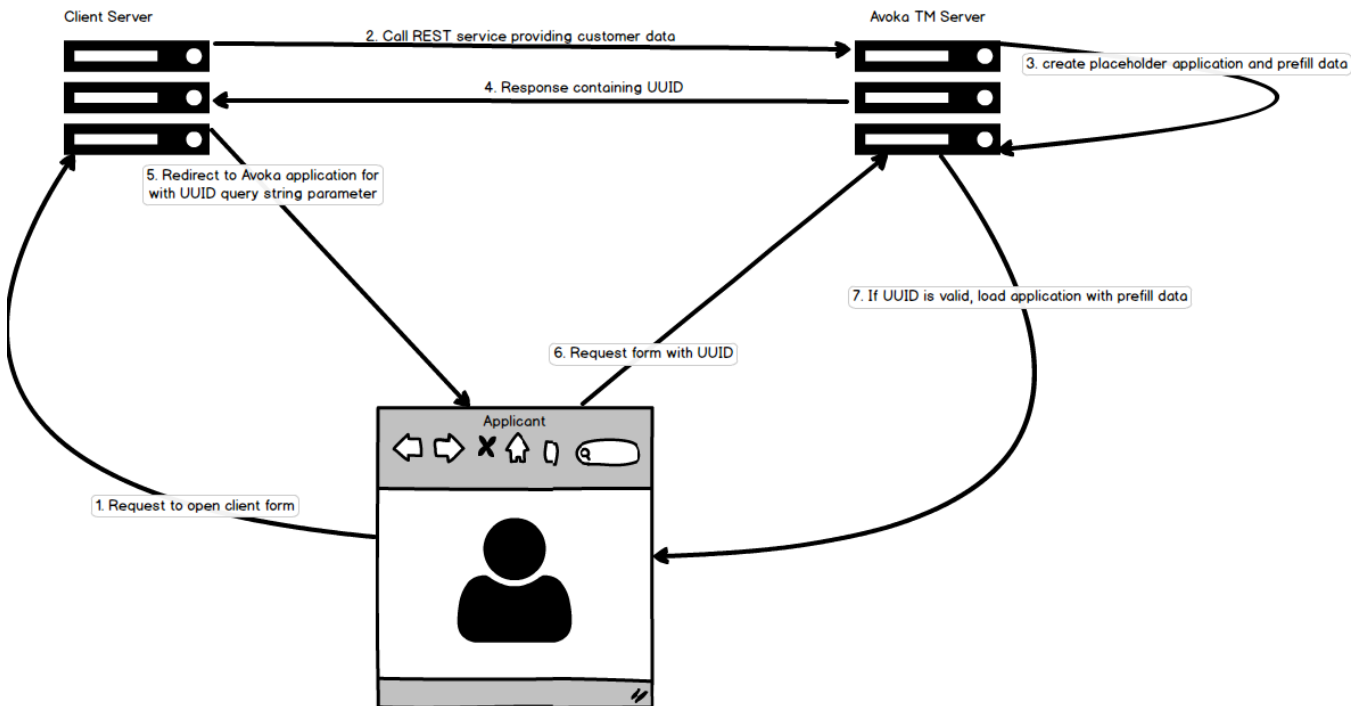 Client Server
Avoka TM Server
2. Call REST service providing customer data
3. create placeholder application and prefill data
4. Response containing UUID
5. Redirect to Avoka application for
with UUID query string parameter
7. If UUID is valid, load application with prefill data
6. Request form with UUID
Applicant
1. Request to open client form